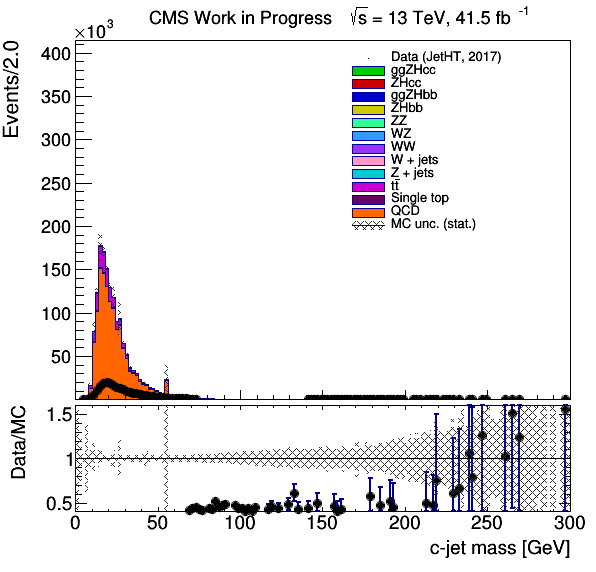 CMS Work in Progress √s = 13 TeV, 41.5 fb⁻¹
×10³
Events/2.0
400
350
300
250
200
150
100
50
Data (JetHT, 2017)
ggZHcc
ZHcc
ggZHbb
ZHbb
ZZ
WZ
WW
W + jets
Z + jets
tt̄
Single top
QCD
MC unc. (stat.)
Data/MC
1.5
1
0.5
0 50 100 150 200 250 300
c-jet mass [GeV]